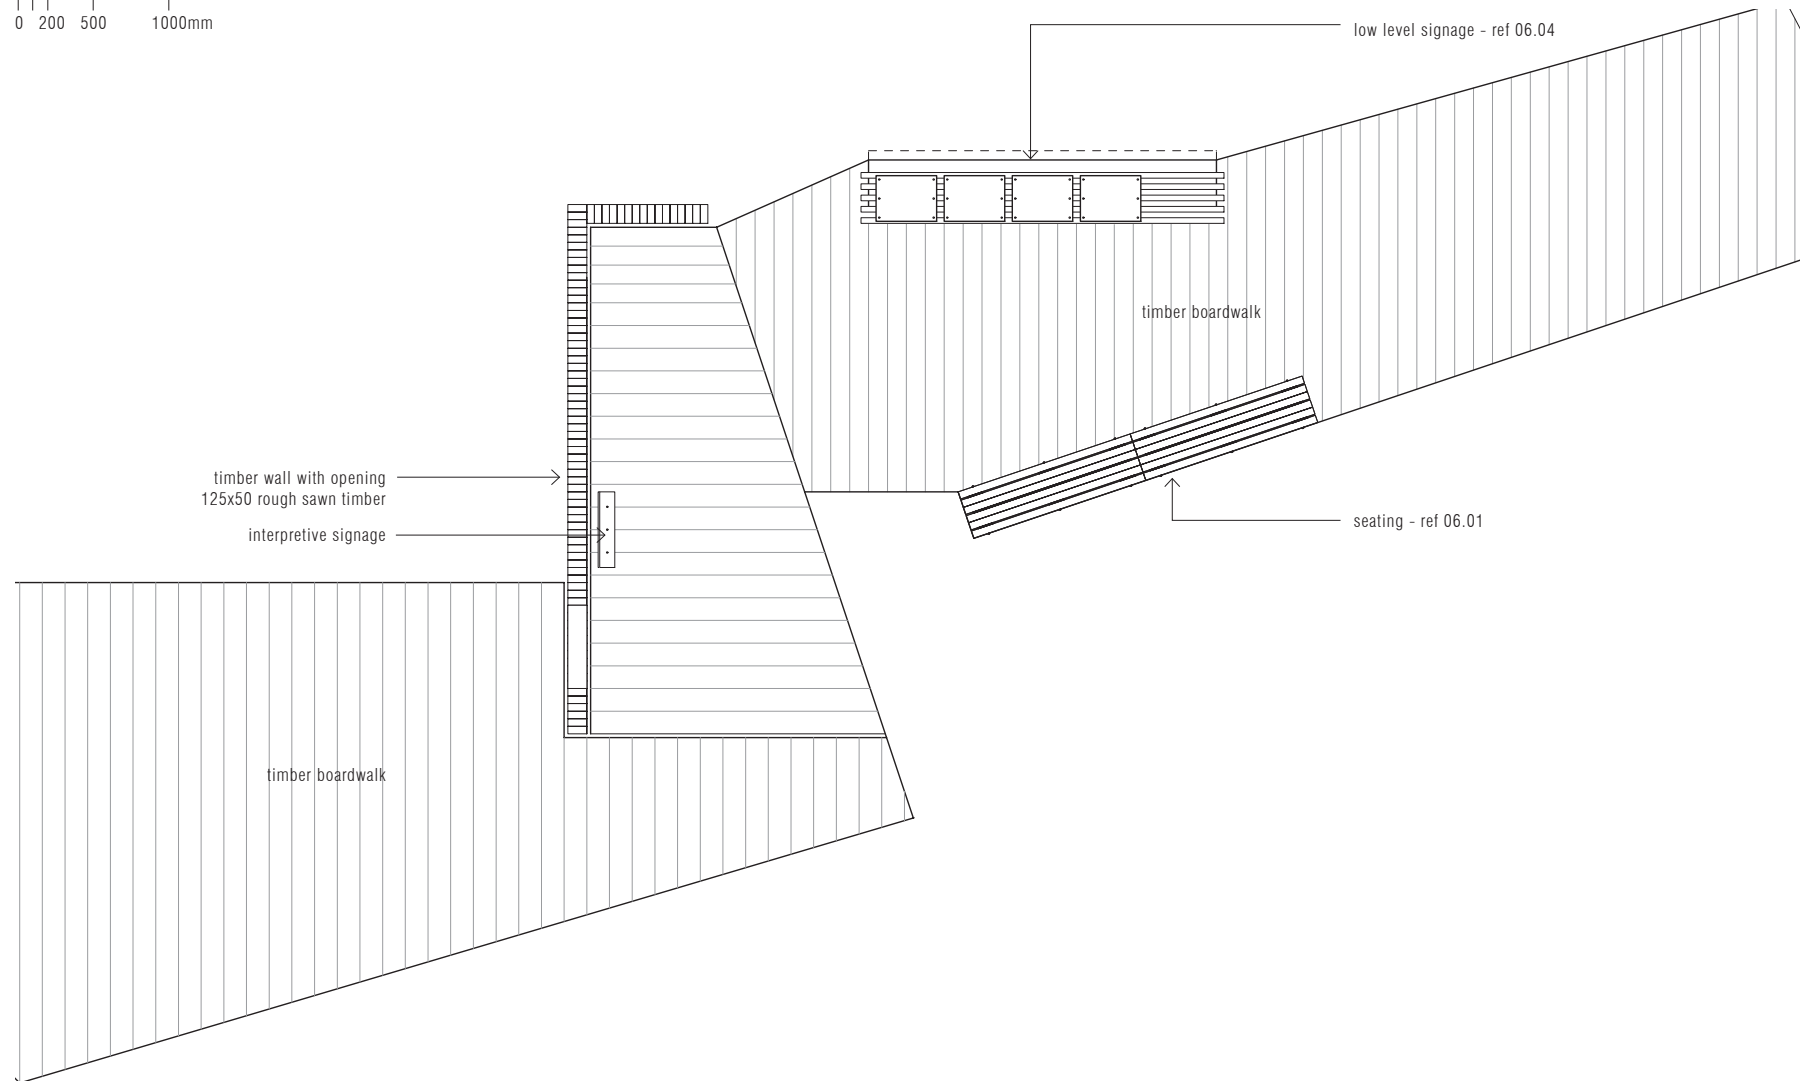 0 200 500 1000mm
low level signage - ref 06.04
timber boardwalk
timber wall with opening
125x50 rough sawn timber
interpretive signage
seating - ref 06.01
timber boardwalk